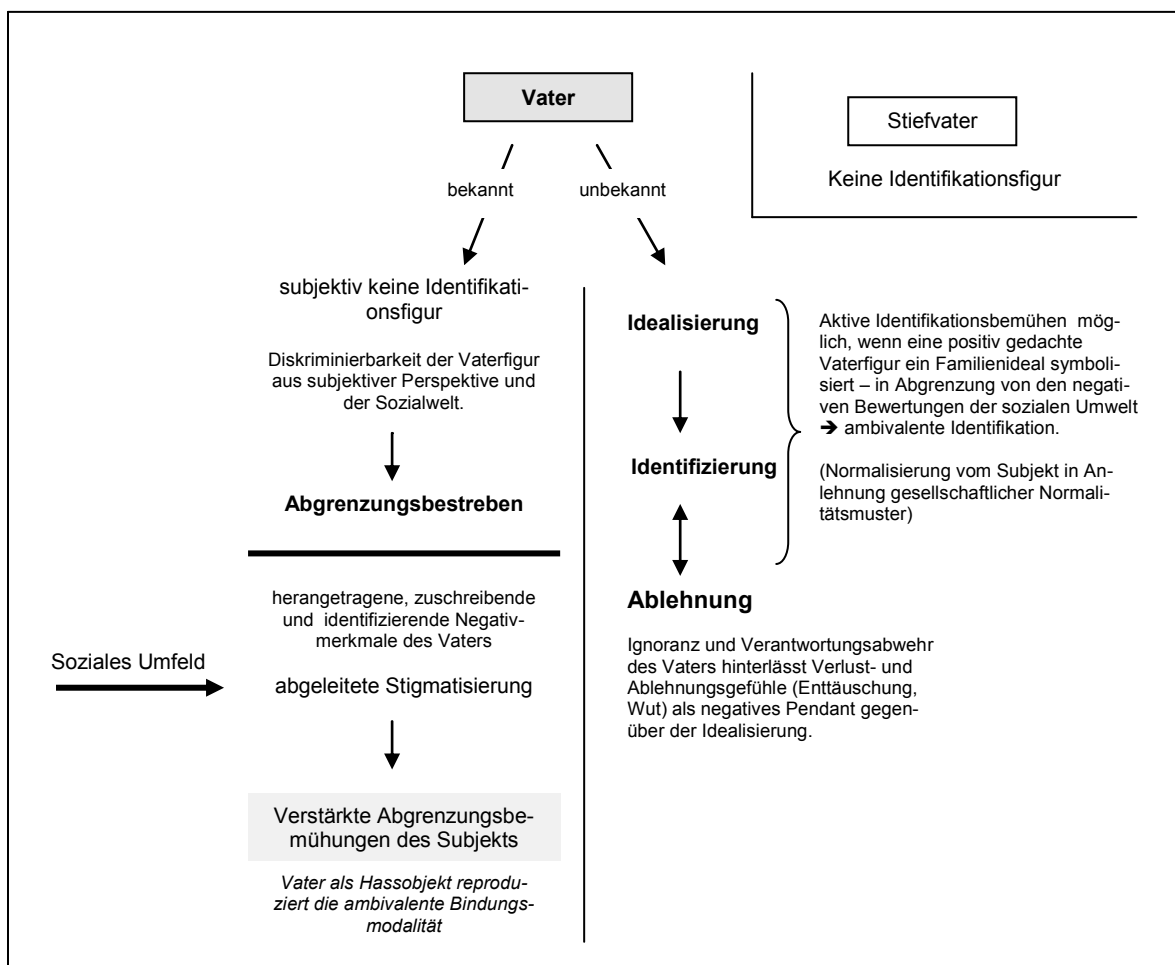 Vater
Stiefvater
Keine Identifikationsfigur
bekannt
unbekannt
subjektiv keine Identifikati-
onsfigur
Diskriminierbarkeit der Vaterfigur
aus subjektiver Perspektive und
der Sozialwelt.
Abgrenzungsbestreben
herangetragene, zuschreibende
und identifizierende Negativ-
merkmale des Vaters
Soziales Umfeld
abgeleitete Stigmatisierung
Verstärkte Abgrenzungsbe-
mühungen des Subjekts
Vater als Hassobjekt reprodu-
ziert die ambivalente Bindungs-
modalität
Idealisierung
Identifizierung
Ablehnung
Ignoranz und Verantwortungsabwehr
des Vaters hinterlässt Verlust- und
Ablehnungsgefühle (Enttäuschung,
Wut) als negatives Pendant gegen-
über der Idealisierung.
Aktive Identifikationsbemühen mög-
lich, wenn eine positiv gedachte
Vaterfigur ein Familienideal symboli-
siert – in Abgrenzung von den negati-
ven Bewertungen der sozialen Umwelt
➔ ambivalente Identifikation.
(Normalisierung vom Subjekt in An-
lehnung gesellschaftlicher Normali-
tätsmuster)